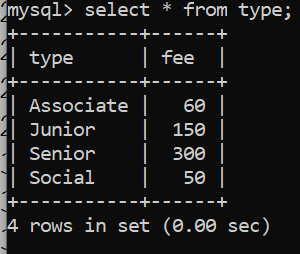 mysql> select * from type;
+-----------+------+
| type      | fee  |
+-----------+------+
| Associate |   60 |
| Junior    |  150 |
| Senior    |  300 |
| Social    |   50 |
+-----------+------+
4 rows in set (0.00 sec)